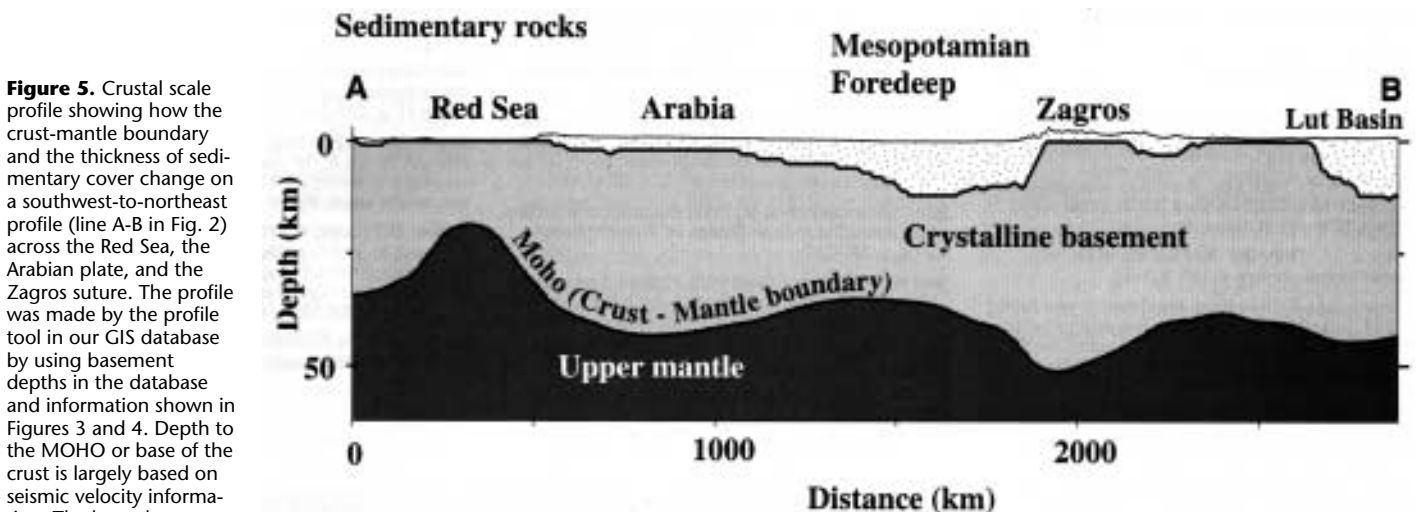 Figure 5. Crustal scale
profile showing how the
crust-mantle boundary
and the thickness of sedi-
mentary cover change on
a southwest-to-northeast
profile (line A-B in Fig. 2)
across the Red Sea, the
Arabian plate, and the
Zagros suture. The profile
was made by the profile
tool in our GIS database
by using basement
depths in the database
and information shown in
Figures 3 and 4. Depth to
the MOHO or base of the
crust is largely based on
seismic velocity informa-
Sedimentary rocks
Mesopotamian
Foredeep
A
B
Red Sea
Arabia
Zagros
Lut Basin
0
50
Depth (km)
Crystalline basement
Moho (Crust - Mantle boundary)
Upper mantle
0
1000
2000
Distance (km)